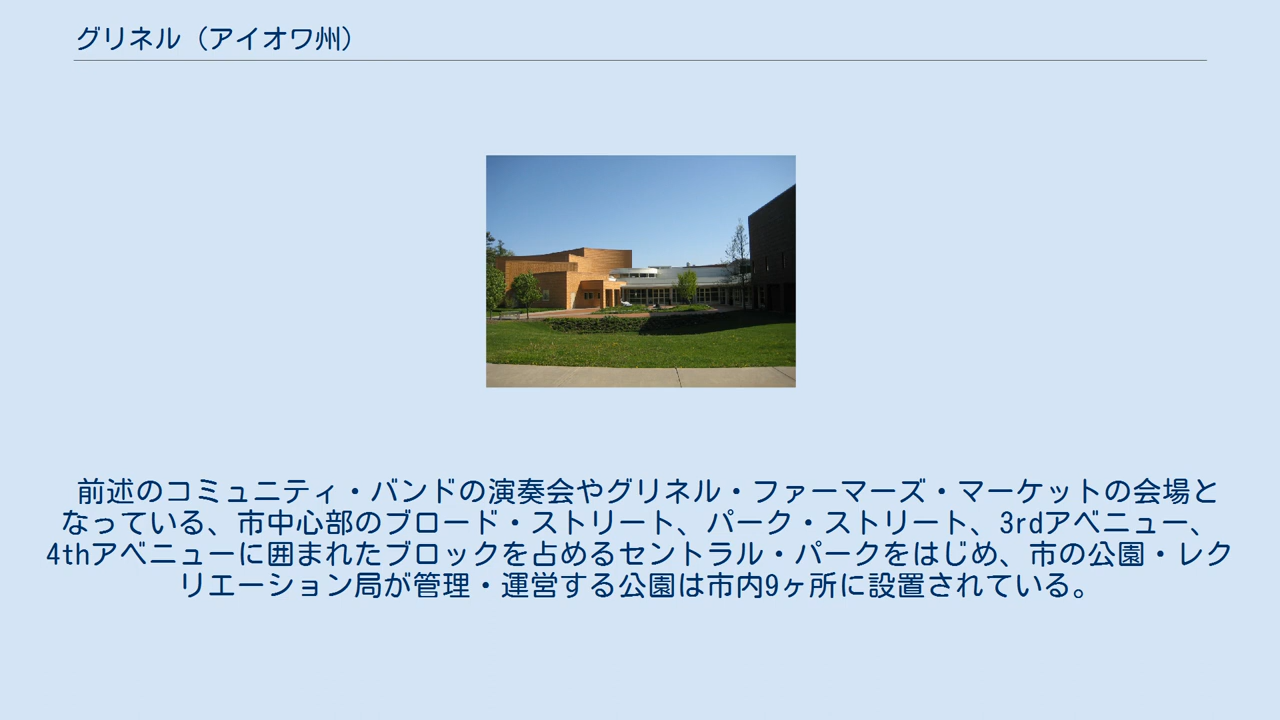 グリネル（アイオワ州）
前述のコミュニティ・バンドの演奏会やグリネル・ファーマーズ・マーケットの会場と
なっている、市中心部のブロード・ストリート、パーク・ストリート、3rdアベニュー、
4thアベニューに囲まれたブロックを占めるセントラル・パークをはじめ、市の公園・レク
リエーション局が管理・運営する公園は市内9ヶ所に設置されている。